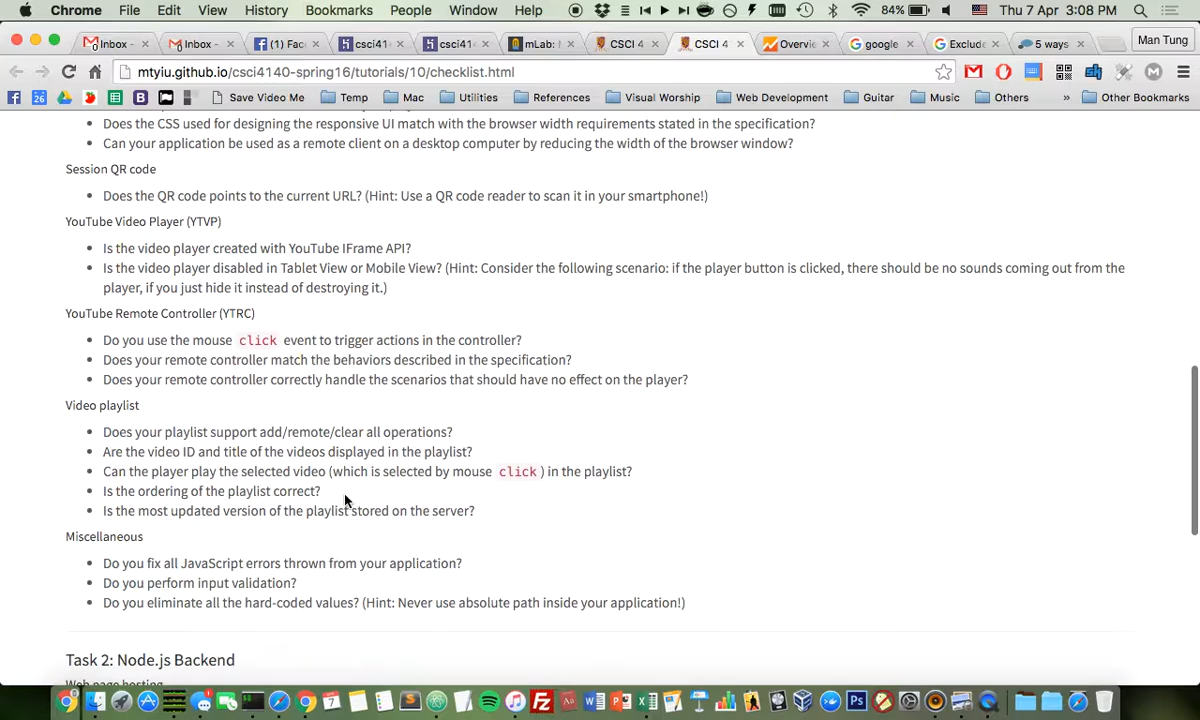 Chrome File Edit View History Bookmarks People Window Help 84% Thu 7 Apr 3:08 PM
Inbox - Inbox - (1) Fac csci41 csci41 mLab: M CSCI 4 CSCI 4 Overvi google Exclud 5 ways Man Tung
mtyiu.github.io/csci4140-spring16/tutorials/10/checklist.html
26 Save Video Me Temp Mac Utilities References Visual Worship Web Development Guitar Music Others » Other Bookmarks
Does the CSS used for designing the responsive UI match with the browser width requirements stated in the specification?
Can your application be used as a remote client on a desktop computer by reducing the width of the browser window?
Session QR code
Does the QR code points to the current URL? (Hint: Use a QR code reader to scan it in your smartphone!)
YouTube Video Player (YTVP)
Is the video player created with YouTube IFrame API?
Is the video player disabled in Tablet View or Mobile View? (Hint: Consider the following scenario: if the player button is clicked, there should be no sounds coming out from the
player, if you just hide it instead of destroying it.)
YouTube Remote Controller (YTRC)
Do you use the mouse click event to trigger actions in the controller?
Does your remote controller match the behaviors described in the specification?
Does your remote controller correctly handle the scenarios that should have no effect on the player?
Video playlist
Does your playlist support add/remote/clear all operations?
Are the video ID and title of the videos displayed in the playlist?
Can the player play the selected video (which is selected by mouse click) in the playlist?
Is the ordering of the playlist correct?
Is the most updated version of the playlist stored on the server?
Miscellaneous
Do you fix all JavaScript errors thrown from your application?
Do you perform input validation?
Do you eliminate all the hard-coded values? (Hint: Never use absolute path inside your application!)
Task 2: Node.js Backend
Web page hosting